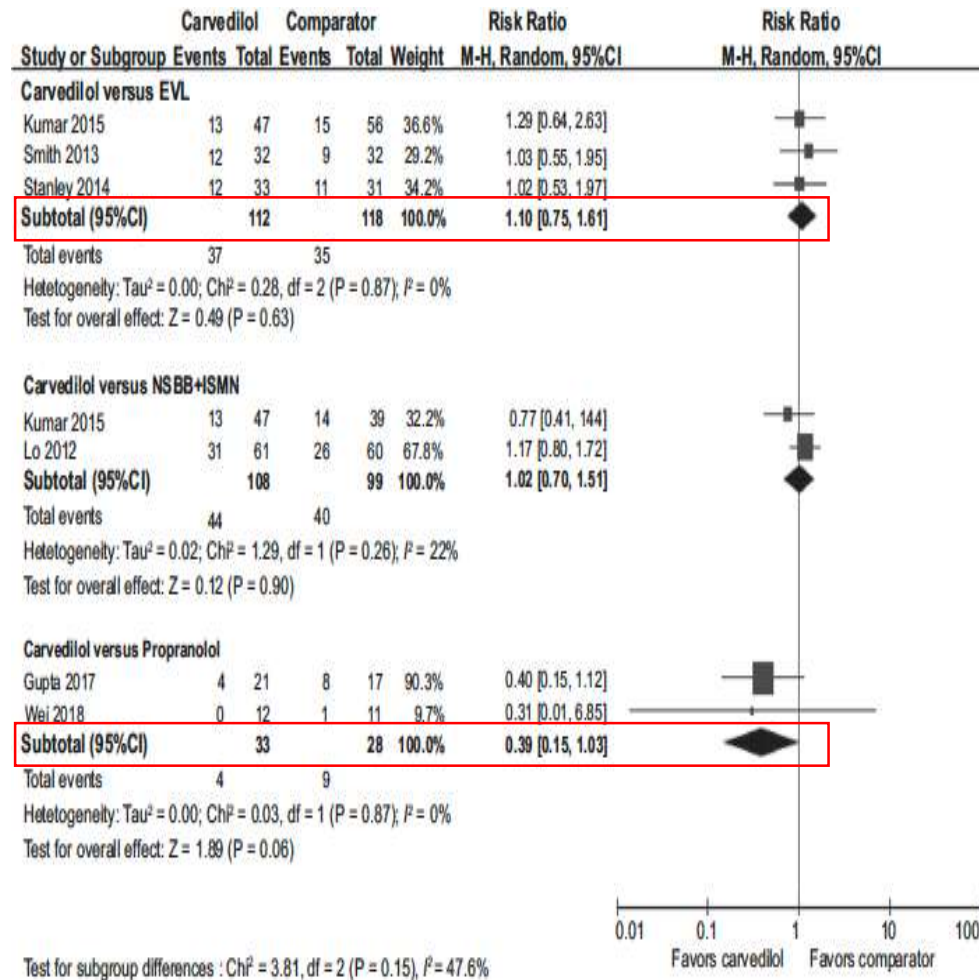 Carvedilol Comparator Risk Ratio Risk Ratio
Study or Subgroup Events Total Events Total Weight M-H, Random, 95%CI M-H, Random, 95%CI
Carvedilol versus EVL
Kumar 2015 13 47 15 56 36.6% 1.29 [0.64, 2.63]
Smith 2013 12 32 9 32 29.2% 1.03 [0.55, 1.95]
Stanley 2014 12 33 11 31 34.2% 1.02 [0.53, 1.97]
Subtotal (95%CI) 112 118 100.0% 1.10 [0.75, 1.61]
Total events 37 35
Hetetogeneity: Tau² = 0.00; Chi² = 0.28, df = 2 (P = 0.87); I² = 0%
Test for overall effect: Z = 0.49 (P = 0.63)
Carvedilol versus NSBB+ISMN
Kumar 2015 13 47 14 39 32.2% 0.77 [0.41, 144]
Lo 2012 31 61 26 60 67.8% 1.17 [0.80, 1.72]
Subtotal (95%CI) 108 99 100.0% 1.02 [0.70, 1.51]
Total events 44 40
Hetetogeneity: Tau² = 0.02; Chi² = 1.29, df = 1 (P = 0.26); I² = 22%
Test for overall effect: Z = 0.12 (P = 0.90)
Carvedilol versus Propranolol
Gupta 2017 4 21 8 17 90.3% 0.40 [0.15, 1.12]
Wei 2018 0 12 1 11 9.7% 0.31 [0.01, 6.85]
Subtotal (95%CI) 33 28 100.0% 0.39 [0.15, 1.03]
Total events 4 9
Hetetogeneity: Tau² = 0.00; Chi² = 0.03, df = 1 (P = 0.87); I² = 0%
Test for overall effect: Z = 1.89 (P = 0.06)
0.01 0.1 1 10 100
Favors carvedilol Favors comparator
Test for subgroup differences : Chi² = 3.81, df = 2 (P = 0.15), I² = 47.6%